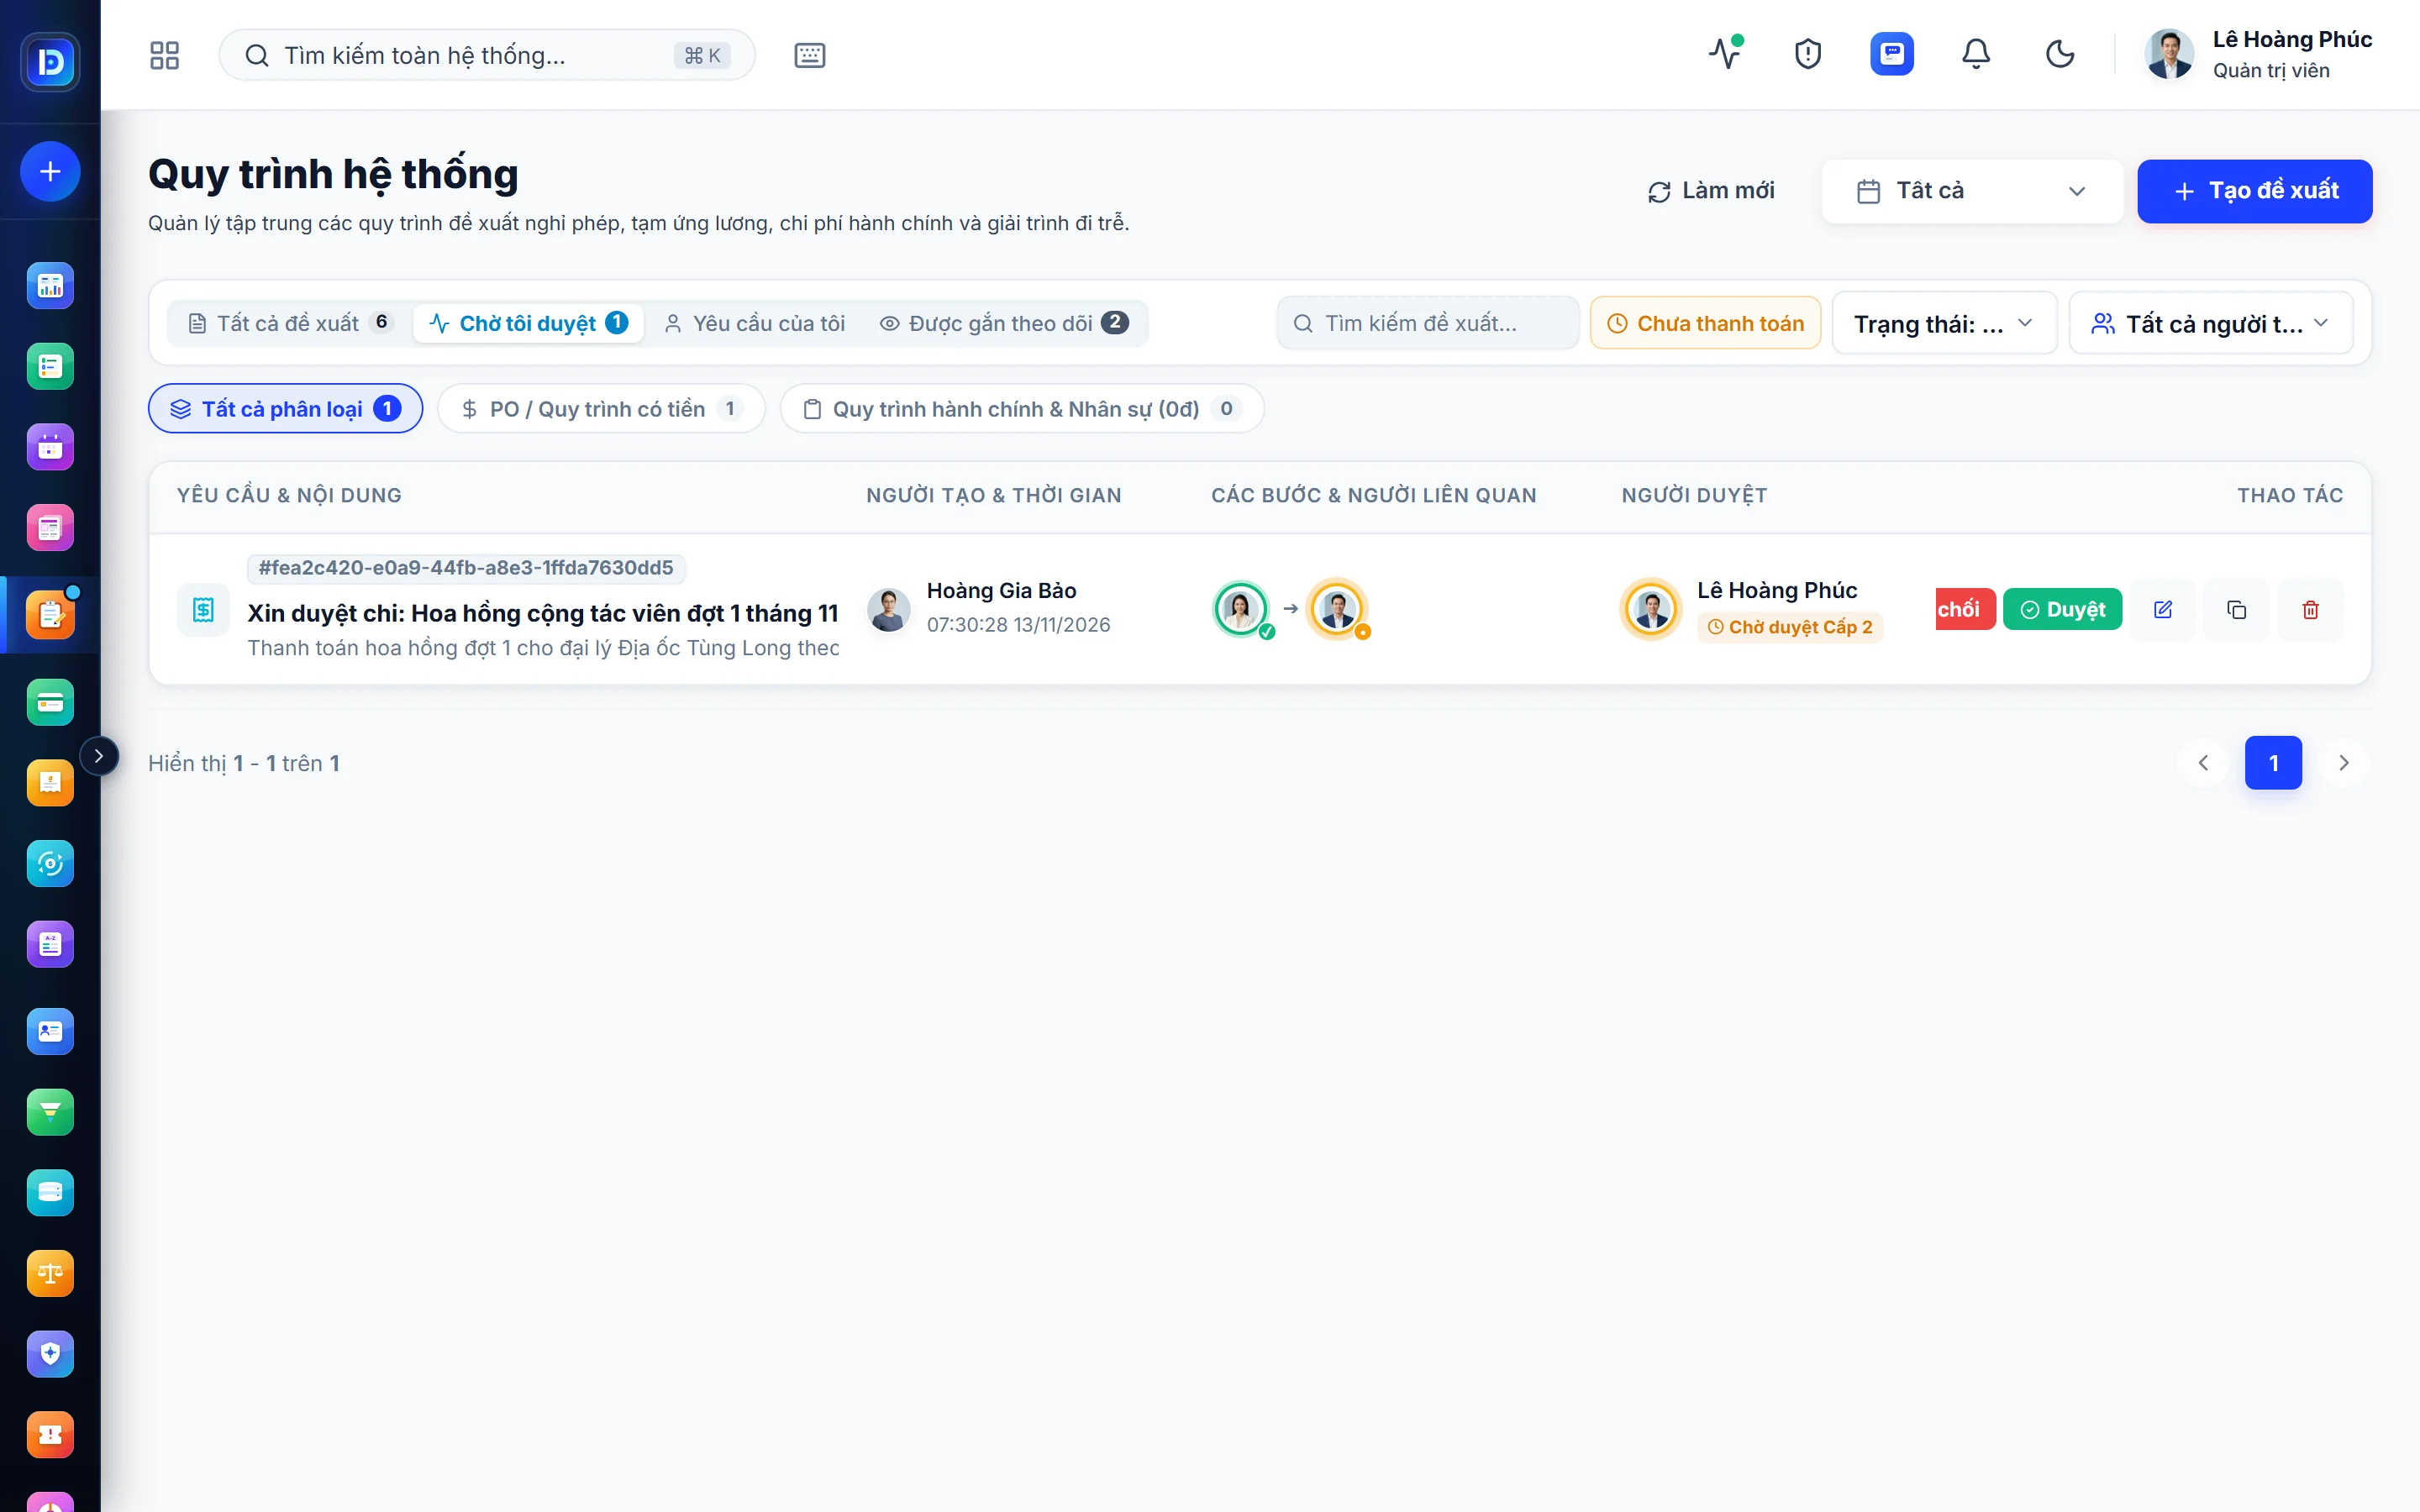 Tìm kiếm toàn hệ thống...
⌘ K
Lê Hoàng Phúc
Quản trị viên
Quy trình hệ thống
Quản lý tập trung các quy trình đề xuất nghỉ phép, tạm ứng lương, chi phí hành chính và giải trình đi trễ.
Làm mới
Tất cả
Tạo đề xuất
Tất cả đề xuất 6
Chờ tôi duyệt 1
Yêu cầu của tôi
Được gắn theo dõi 2
Tìm kiếm đề xuất...
Chưa thanh toán
Trạng thái: ...
Tất cả người t...
Tất cả phân loại 1
PO / Quy trình có tiền 1
Quy trình hành chính & Nhân sự (0đ) 0
YÊU CẦU & NỘI DUNG
NGƯỜI TẠO & THỜI GIAN
CÁC BƯỚC & NGƯỜI LIÊN QUAN
NGƯỜI DUYỆT
THAO TÁC
#fea2c420-e0a9-44fb-a8e3-1ffda7630dd5
Xin duyệt chi: Hoa hồng cộng tác viên đợt 1 tháng 11
Thanh toán hoa hồng đợt 1 cho đại lý Địa ốc Tùng Long theo
Hoàng Gia Bảo
07:30:28 13/11/2026
Lê Hoàng Phúc
Chờ duyệt Cấp 2
chối
Duyệt
Hiển thị 1 - 1 trên 1
1